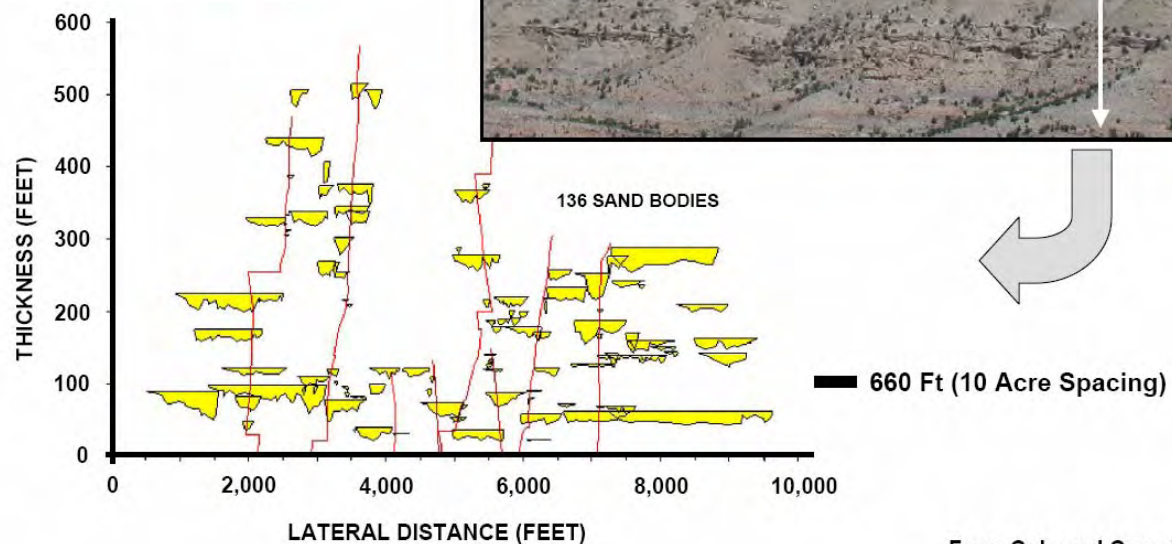 600
500
400
300
200
100
0
THICKNESS (FEET)
136 SAND BODIES
660 Ft (10 Acre Spacing)
0 2,000 4,000 6,000 8,000 10,000
LATERAL DISTANCE (FEET)